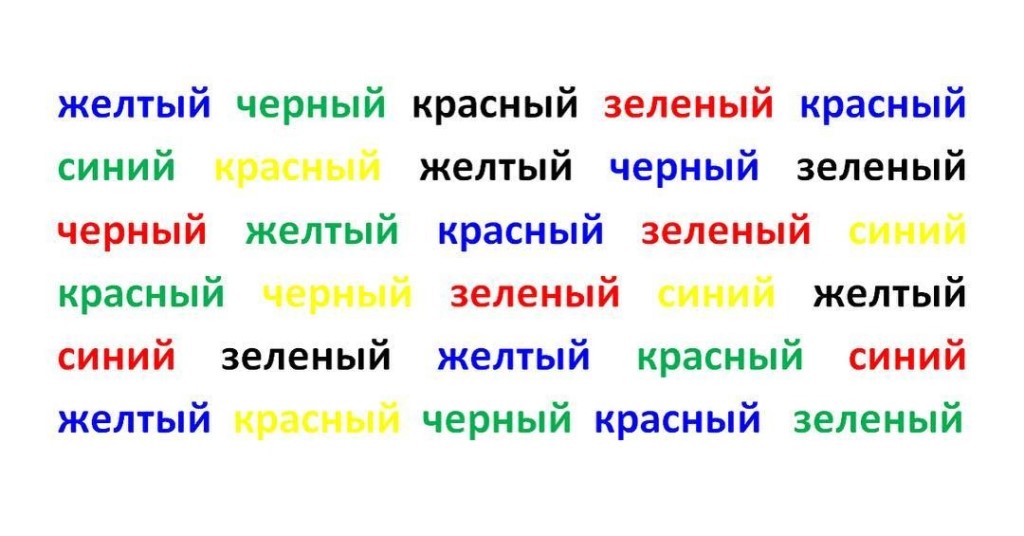 желтый черный красный зеленый красный
синий красный желтый черный зеленый
черный желтый красный зеленый синий
красный черный зеленый синий желтый
синий зеленый желтый красный синий
желтый красный черный красный зеленый